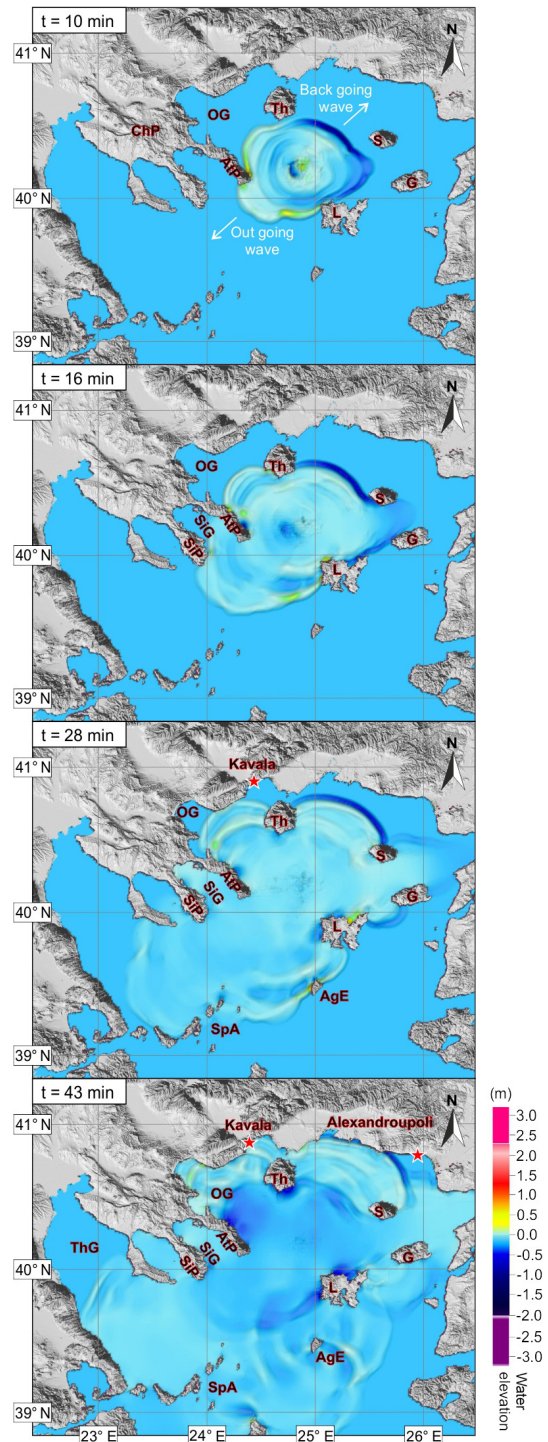 t = 10 min
N
41° N
Back going
wave
OG
Th
ChP
S
AtP
G
40° N
L
Out going
wave
39° N
t = 16 min
N
41° N
OG
Th
S
SiG
AtP
SiP
G
40° N
L
39° N
t = 28 min
N
Kavala
41° N
OG
Th
S
AtP
SiG
SiP
G
40° N
L
AgE
SpA
39° N
t = 43 min
N
Kavala
Alexandroupoli
41° N
Th
OG
S
AtP
SiG
ThG
SiP
G
40° N
L
AgE
SpA
39° N
23° E
24° E
25° E
26° E
(m)
3.0
2.5
2.0
1.5
1.0
0.5
0.0
-0.5
-1.0
-1.5
-2.0
-2.5
-3.0
Water
elevation